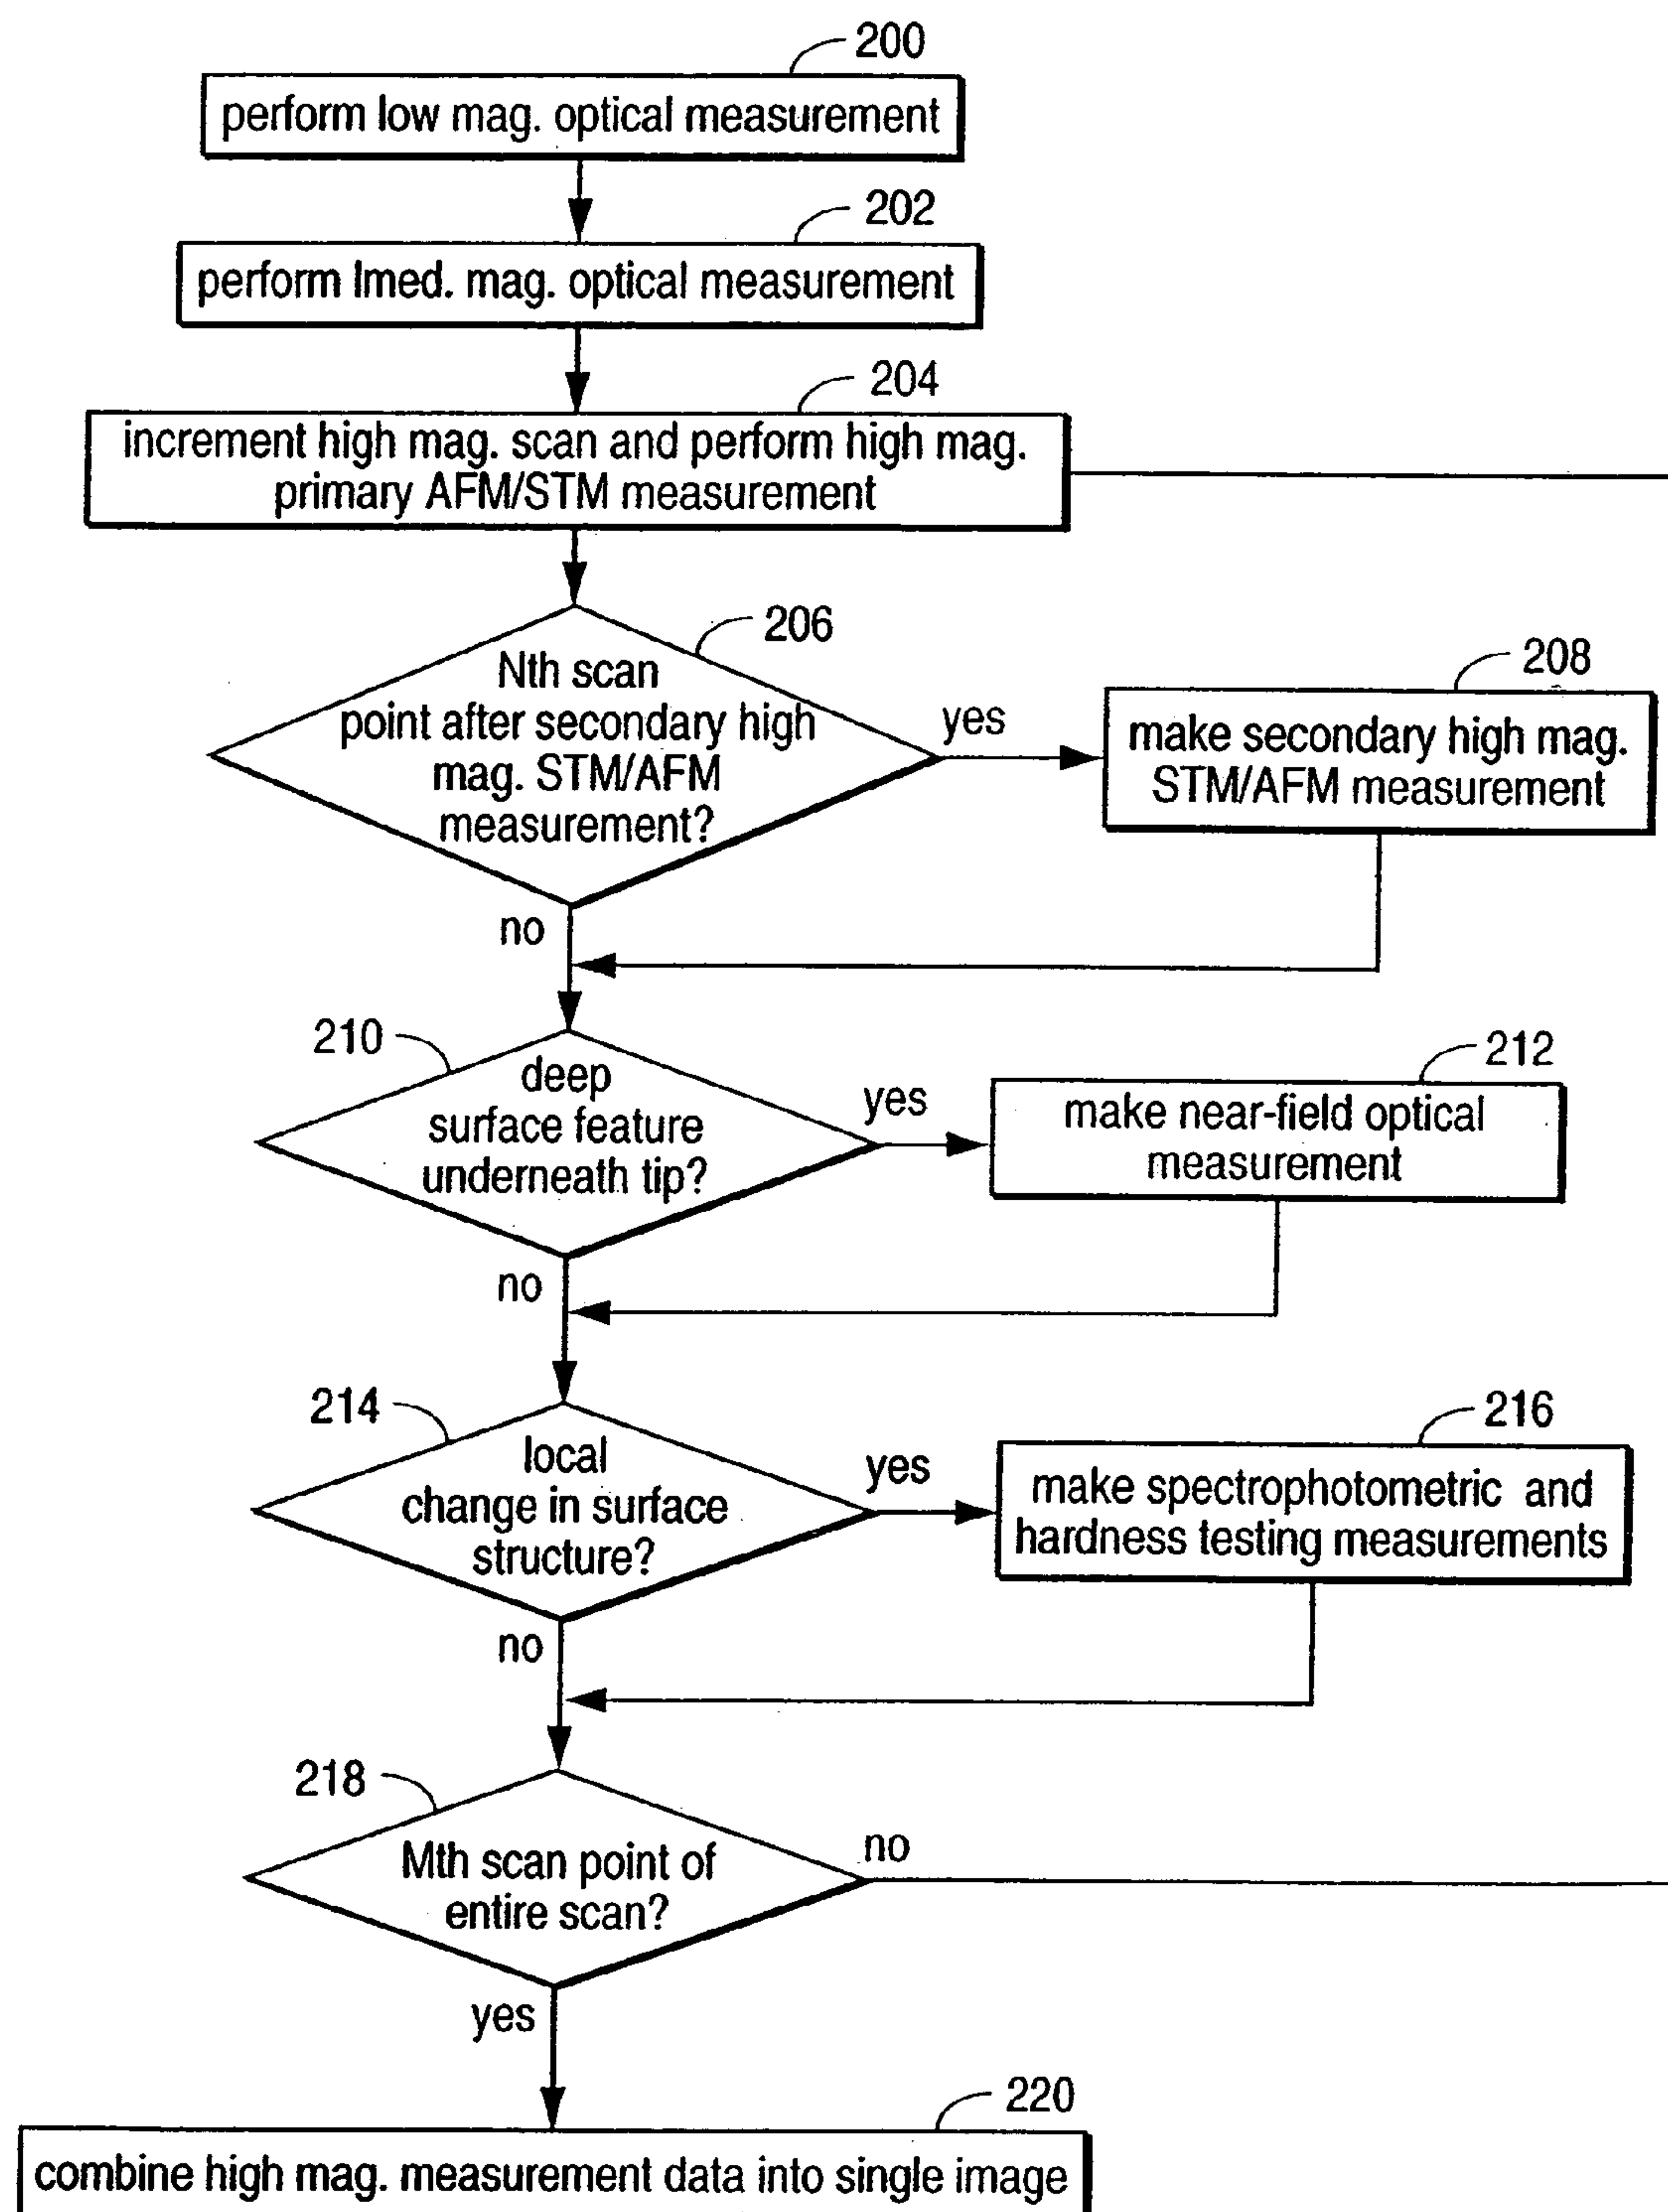 200
perform low mag. optical measurement
202
perform Imed. mag. optical measurement
204
increment high mag. scan and perform high mag.
primary AFM/STM measurement
206
Nth scan
point after secondary high
mag. STM/AFM
measurement?
yes
208
make secondary high mag.
STM/AFM measurement
no
210
deep
surface feature
underneath tip?
yes
212
make near-field optical
measurement
no
214
local
change in surface
structure?
yes
216
make spectrophotometric and
hardness testing measurements
no
218
Mth scan point of
entire scan?
no
yes
220
combine high mag. measurement data into single image